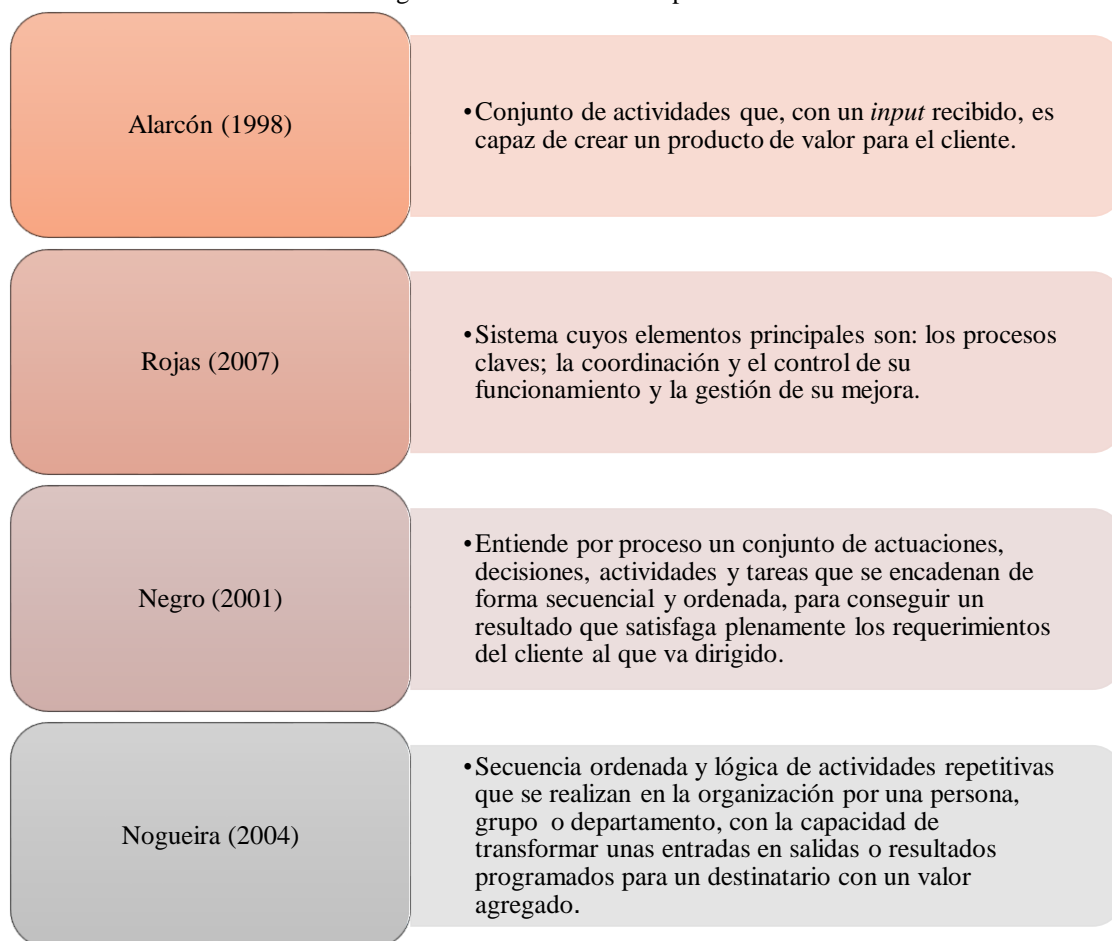 Alarcón (1998)
•Conjunto de actividades que, con un input recibido, es
capaz de crear un producto de valor para el cliente.
Rojas (2007)
•Sistema cuyos elementos principales son: los procesos
claves; la coordinación y el control de su
funcionamiento y la gestión de su mejora.
Negro (2001)
•Entiende por proceso un conjunto de actuaciones,
decisiones, actividades y tareas que se encadenan de
forma secuencial y ordenada, para conseguir un
resultado que satisfaga plenamente los requerimientos
del cliente al que va dirigido.
Nogueira (2004)
•Secuencia ordenada y lógica de actividades repetitivas
que se realizan en la organización por una persona,
grupo o departamento, con la capacidad de
transformar unas entradas en salidas o resultados
programados para un destinatario con un valor
agregado.